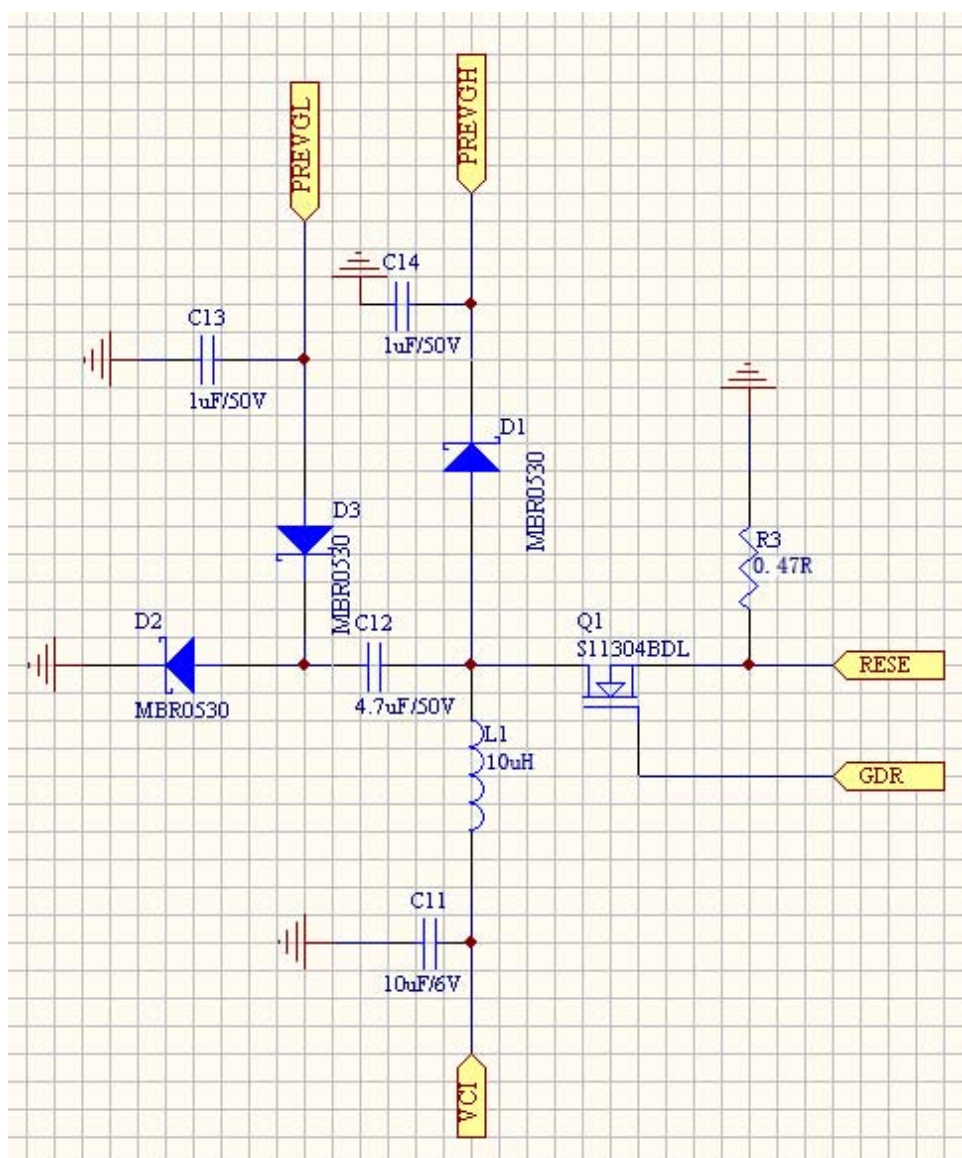 PREVGL
PREVGH
C14
1uF/50V
C13
1uF/50V
D1
MBR0530
D3
MBR0530
R3
0.47R
D2
MBR0530
C12
4.7uF/50V
Q1
S11304BDL
RESE
L1
10uH
GDR
C11
10uF/6V
VCI